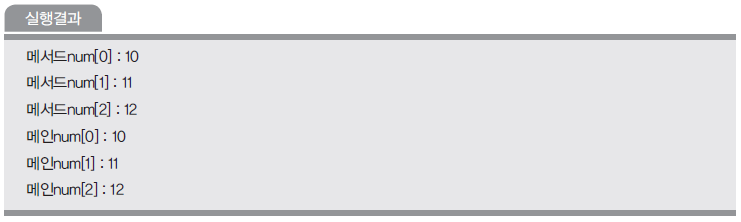 실행결과
메서드num[0] : 10
메서드num[1] : 11
메서드num[2] : 12
메인num[0] : 10
메인num[1] : 11
메인num[2] : 12